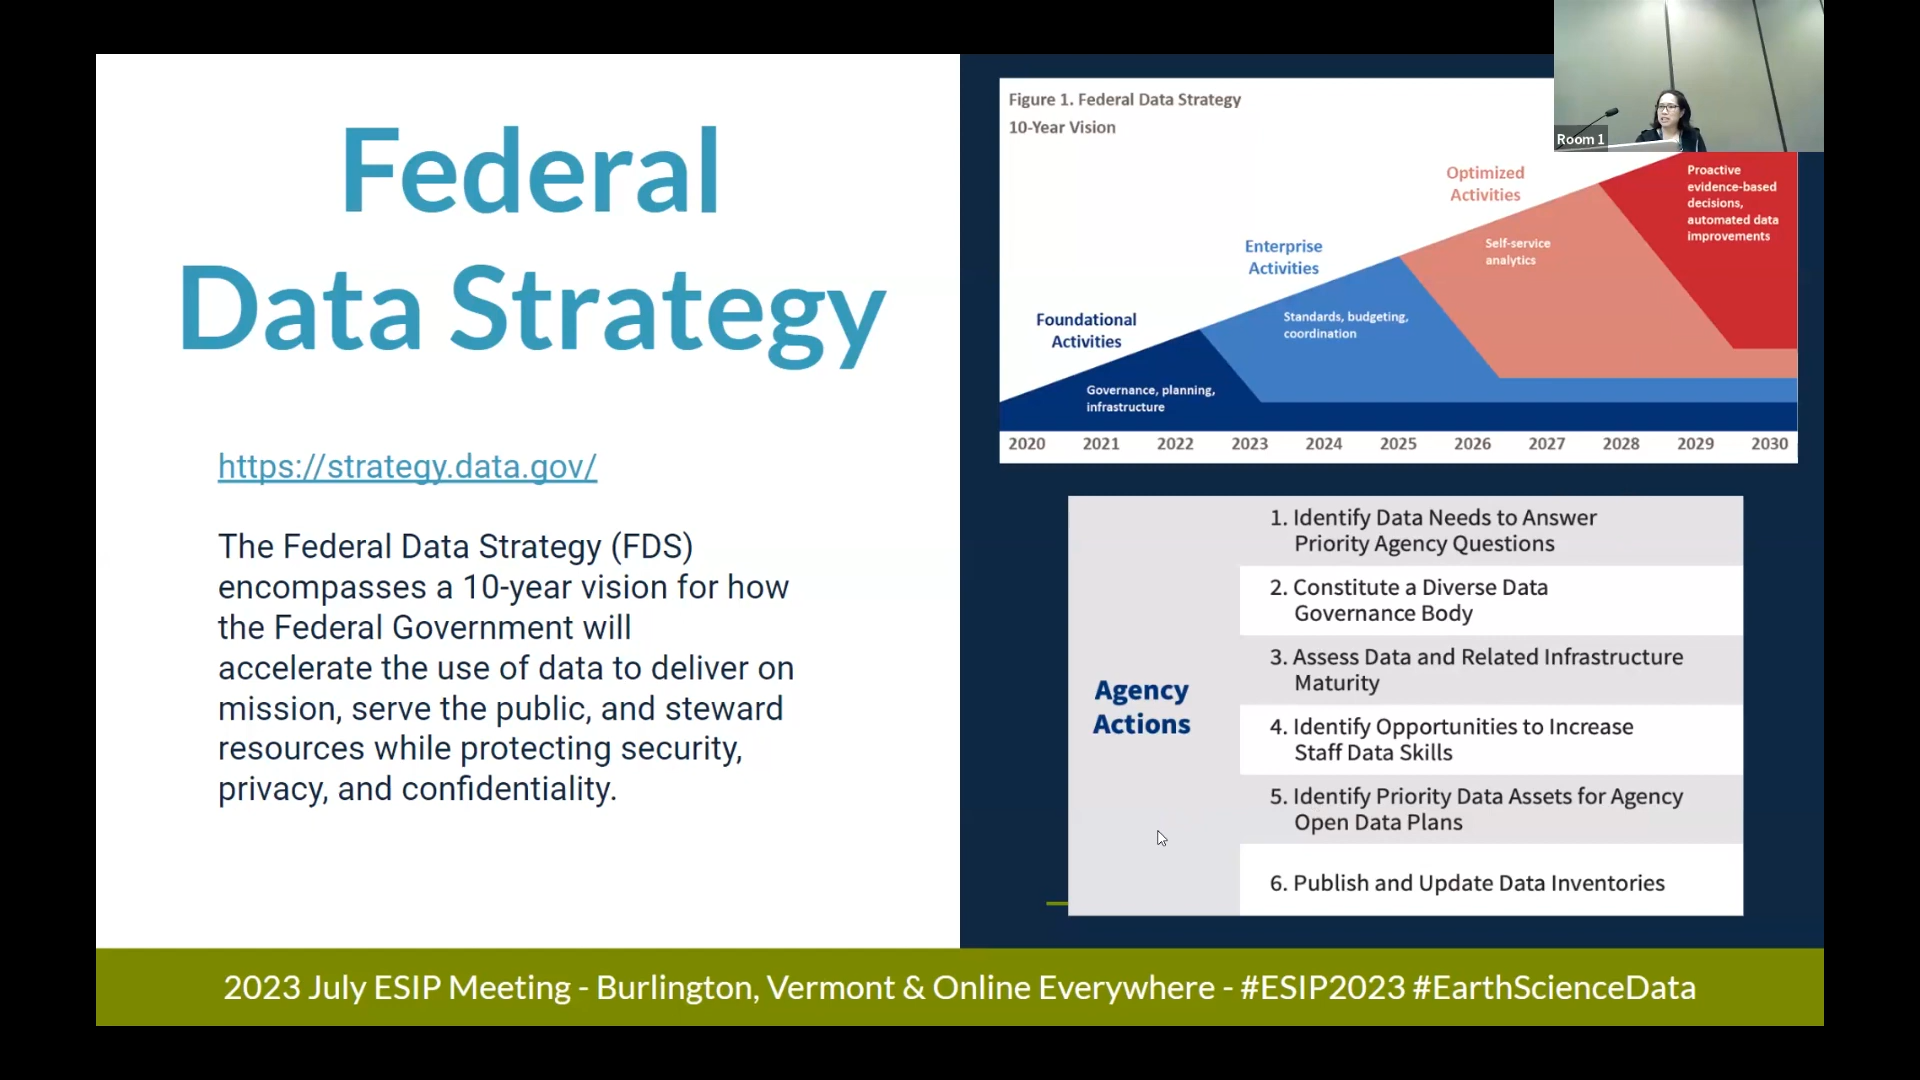 Federal
Data Strategy
https://strategy.data.gov/
The Federal Data Strategy (FDS)
encompasses a 10-year vision for how
the Federal Government will
accelerate the use of data to deliver on
mission, serve the public, and steward
resources while protecting security,
privacy, and confidentiality.
Figure 1. Federal Data Strategy
10-Year Vision
Foundational
Activities
Governance, planning,
infrastructure
Enterprise
Activities
Standards, budgeting,
coordination
Optimized
Activities
Self-service
analytics
Proactive
evidence-based
decisions,
automated data
improvements
2020 2021 2022 2023 2024 2025 2026 2027 2028 2029 2030
Room 1
Agency
Actions
1. Identify Data Needs to Answer
Priority Agency Questions
2. Constitute a Diverse Data
Governance Body
3. Assess Data and Related Infrastructure
Maturity
4. Identify Opportunities to Increase
Staff Data Skills
5. Identify Priority Data Assets for Agency
Open Data Plans
6. Publish and Update Data Inventories
2023 July ESIP Meeting - Burlington, Vermont & Online Everywhere - #ESIP2023 #EarthScienceData